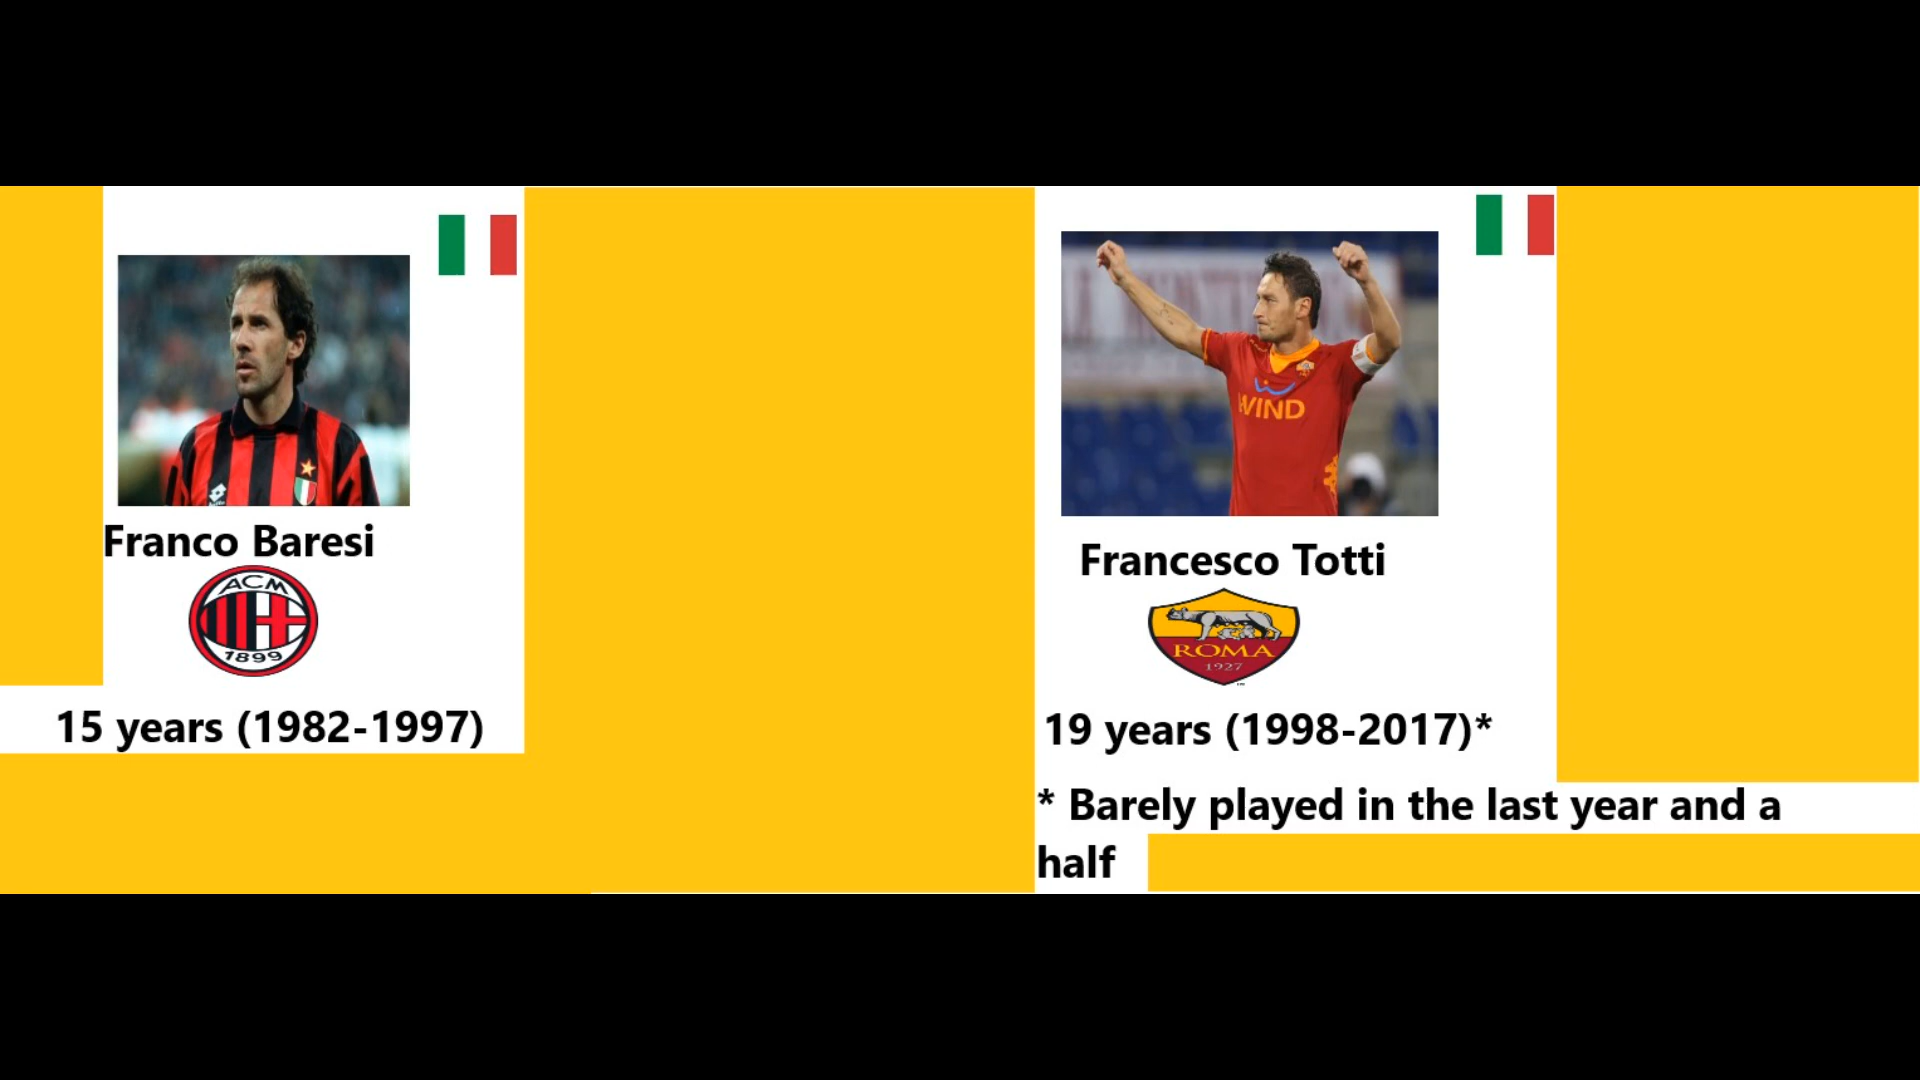 Franco Baresi
ACM
1899
15 years (1982-1997)
WIND
Francesco Totti
ROMA
1927
19 years (1998-2017)*
* Barely played in the last year and a
half